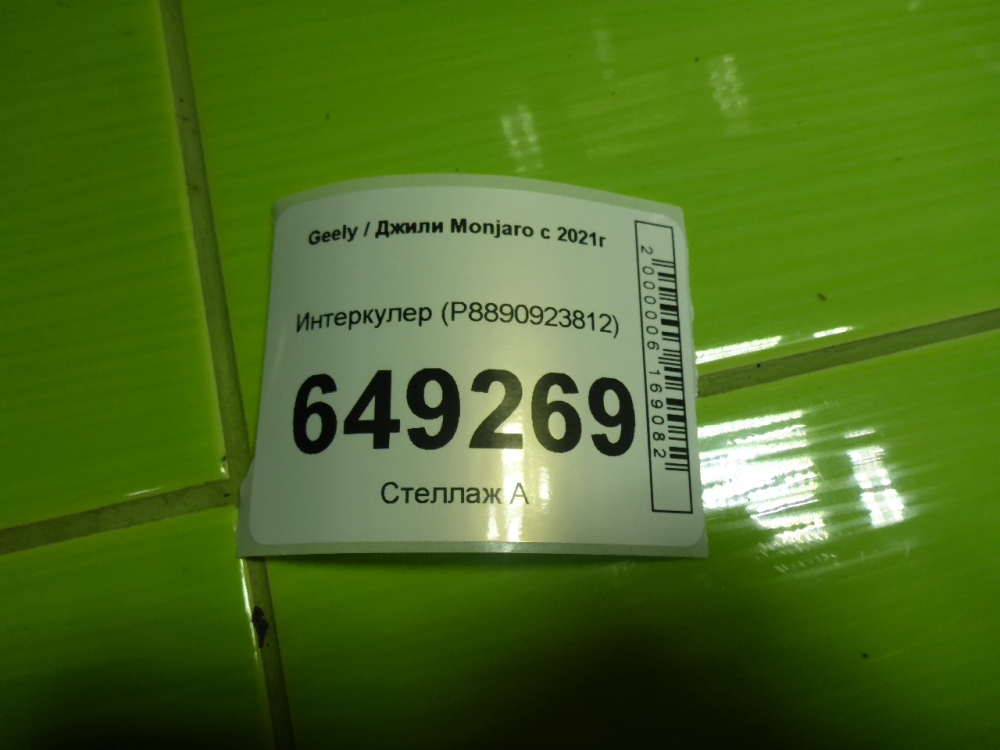 Geely / Джили Monjaro с 2021г
Интеркулер (P8890923812)
649269
Стеллаж А
2000006169082